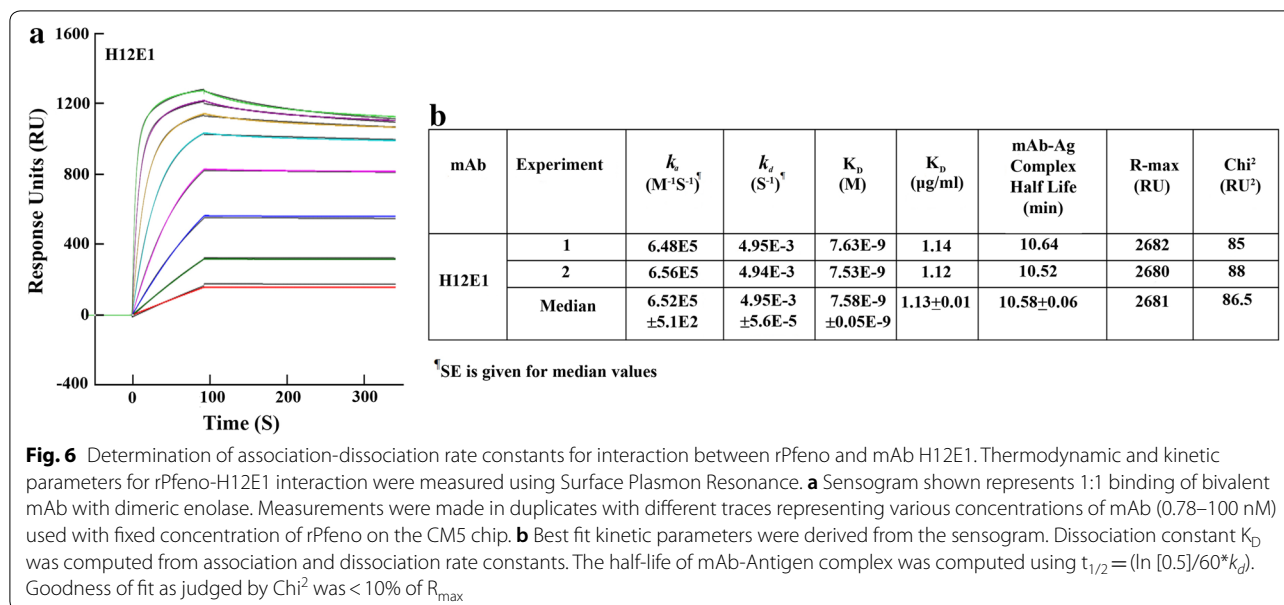 a
1600
H12E1
1200
800
400
0
-400
Response Units (RU)
0 100 200 300
Time (S)
b
mAb Experiment kₐ (M⁻¹S⁻¹)¶ k_d (S⁻¹)¶ K_D (M) K_D (µg/ml) mAb-Ag Complex Half Life (min) R-max (RU) Chi² (RU²)
H12E1
1 6.48E5 4.95E-3 7.63E-9 1.14 10.64 2682 85
2 6.56E5 4.94E-3 7.53E-9 1.12 10.52 2680 88
Median 6.52E5 ±5.1E2 4.95E-3 ±5.6E-5 7.58E-9 ±0.05E-9 1.13±0.01 10.58±0.06 2681 86.5
¶SE is given for median values
Fig. 6 Determination of association-dissociation rate constants for interaction between rPfeno and mAb H12E1. Thermodynamic and kinetic
parameters for rPfeno-H12E1 interaction were measured using Surface Plasmon Resonance. a Sensogram shown represents 1:1 binding of bivalent
mAb with dimeric enolase. Measurements were made in duplicates with different traces representing various concentrations of mAb (0.78–100 nM)
used with fixed concentration of rPfeno on the CM5 chip. b Best fit kinetic parameters were derived from the sensogram. Dissociation constant K_D
was computed from association and dissociation rate constants. The half-life of mAb-Antigen complex was computed using t₁/₂ = (ln [0.5]/60*k_d).
Goodness of fit as judged by Chi² was < 10% of R_max